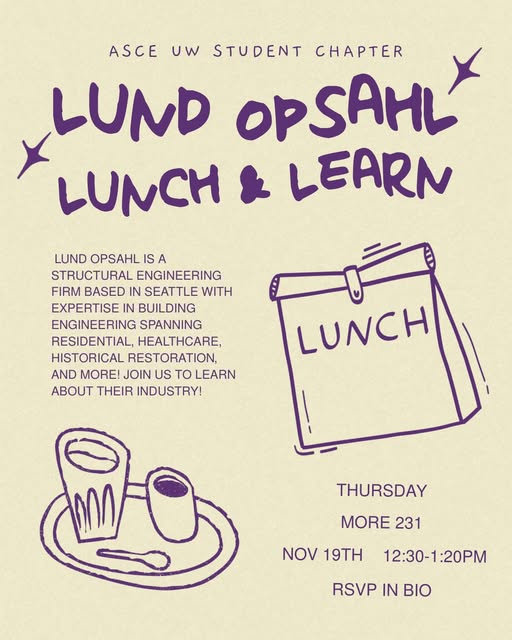 ASCE UW STUDENT CHAPTER
LUND OPSAHL
LUNCH & LEARN
LUND OPSAHL IS A
STRUCTURAL ENGINEERING
FIRM BASED IN SEATTLE WITH
EXPERTISE IN BUILDING
ENGINEERING SPANNING
RESIDENTIAL, HEALTHCARE,
HISTORICAL RESTORATION,
AND MORE! JOIN US TO LEARN
ABOUT THEIR INDUSTRY!
LUNCH
THURSDAY
MORE 231
NOV 19TH 12:30-1:20PM
RSVP IN BIO